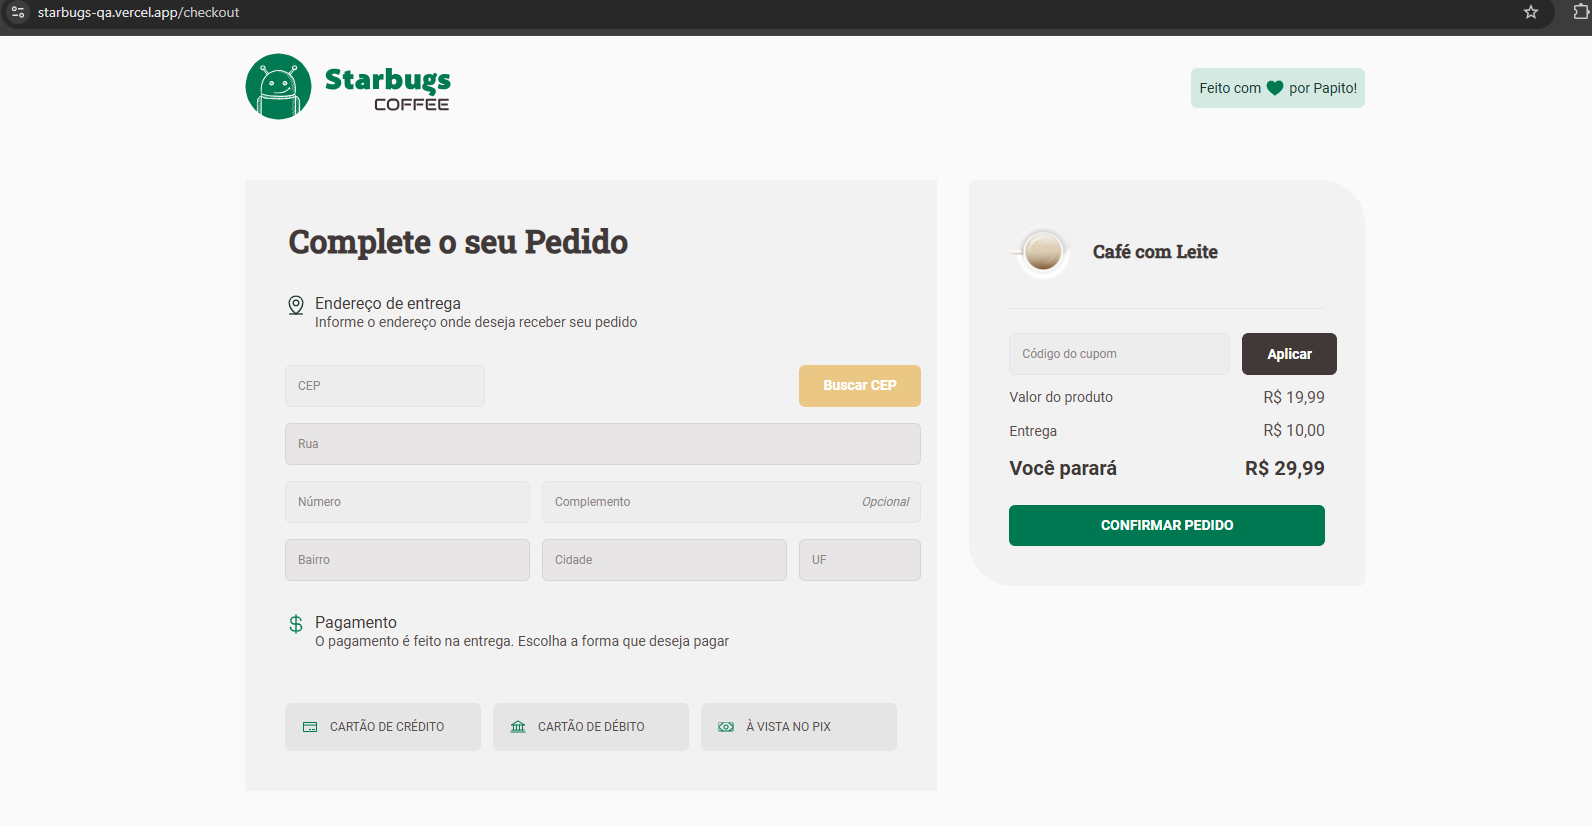 starbugs-qa.vercel.app/checkout
Starbugs
COFFEE
Feito com por Papito!
Complete o seu Pedido
Endereço de entrega
Informe o endereço onde deseja receber seu pedido
CEP
Buscar CEP
Rua
Número
Complemento
Opcional
Bairro
Cidade
UF
Pagamento
O pagamento é feito na entrega. Escolha a forma que deseja pagar
CARTÃO DE CRÉDITO
CARTÃO DE DÉBITO
À VISTA NO PIX
Café com Leite
Código do cupom
Aplicar
Valor do produto R$ 19,99
Entrega R$ 10,00
Você parará R$ 29,99
CONFIRMAR PEDIDO